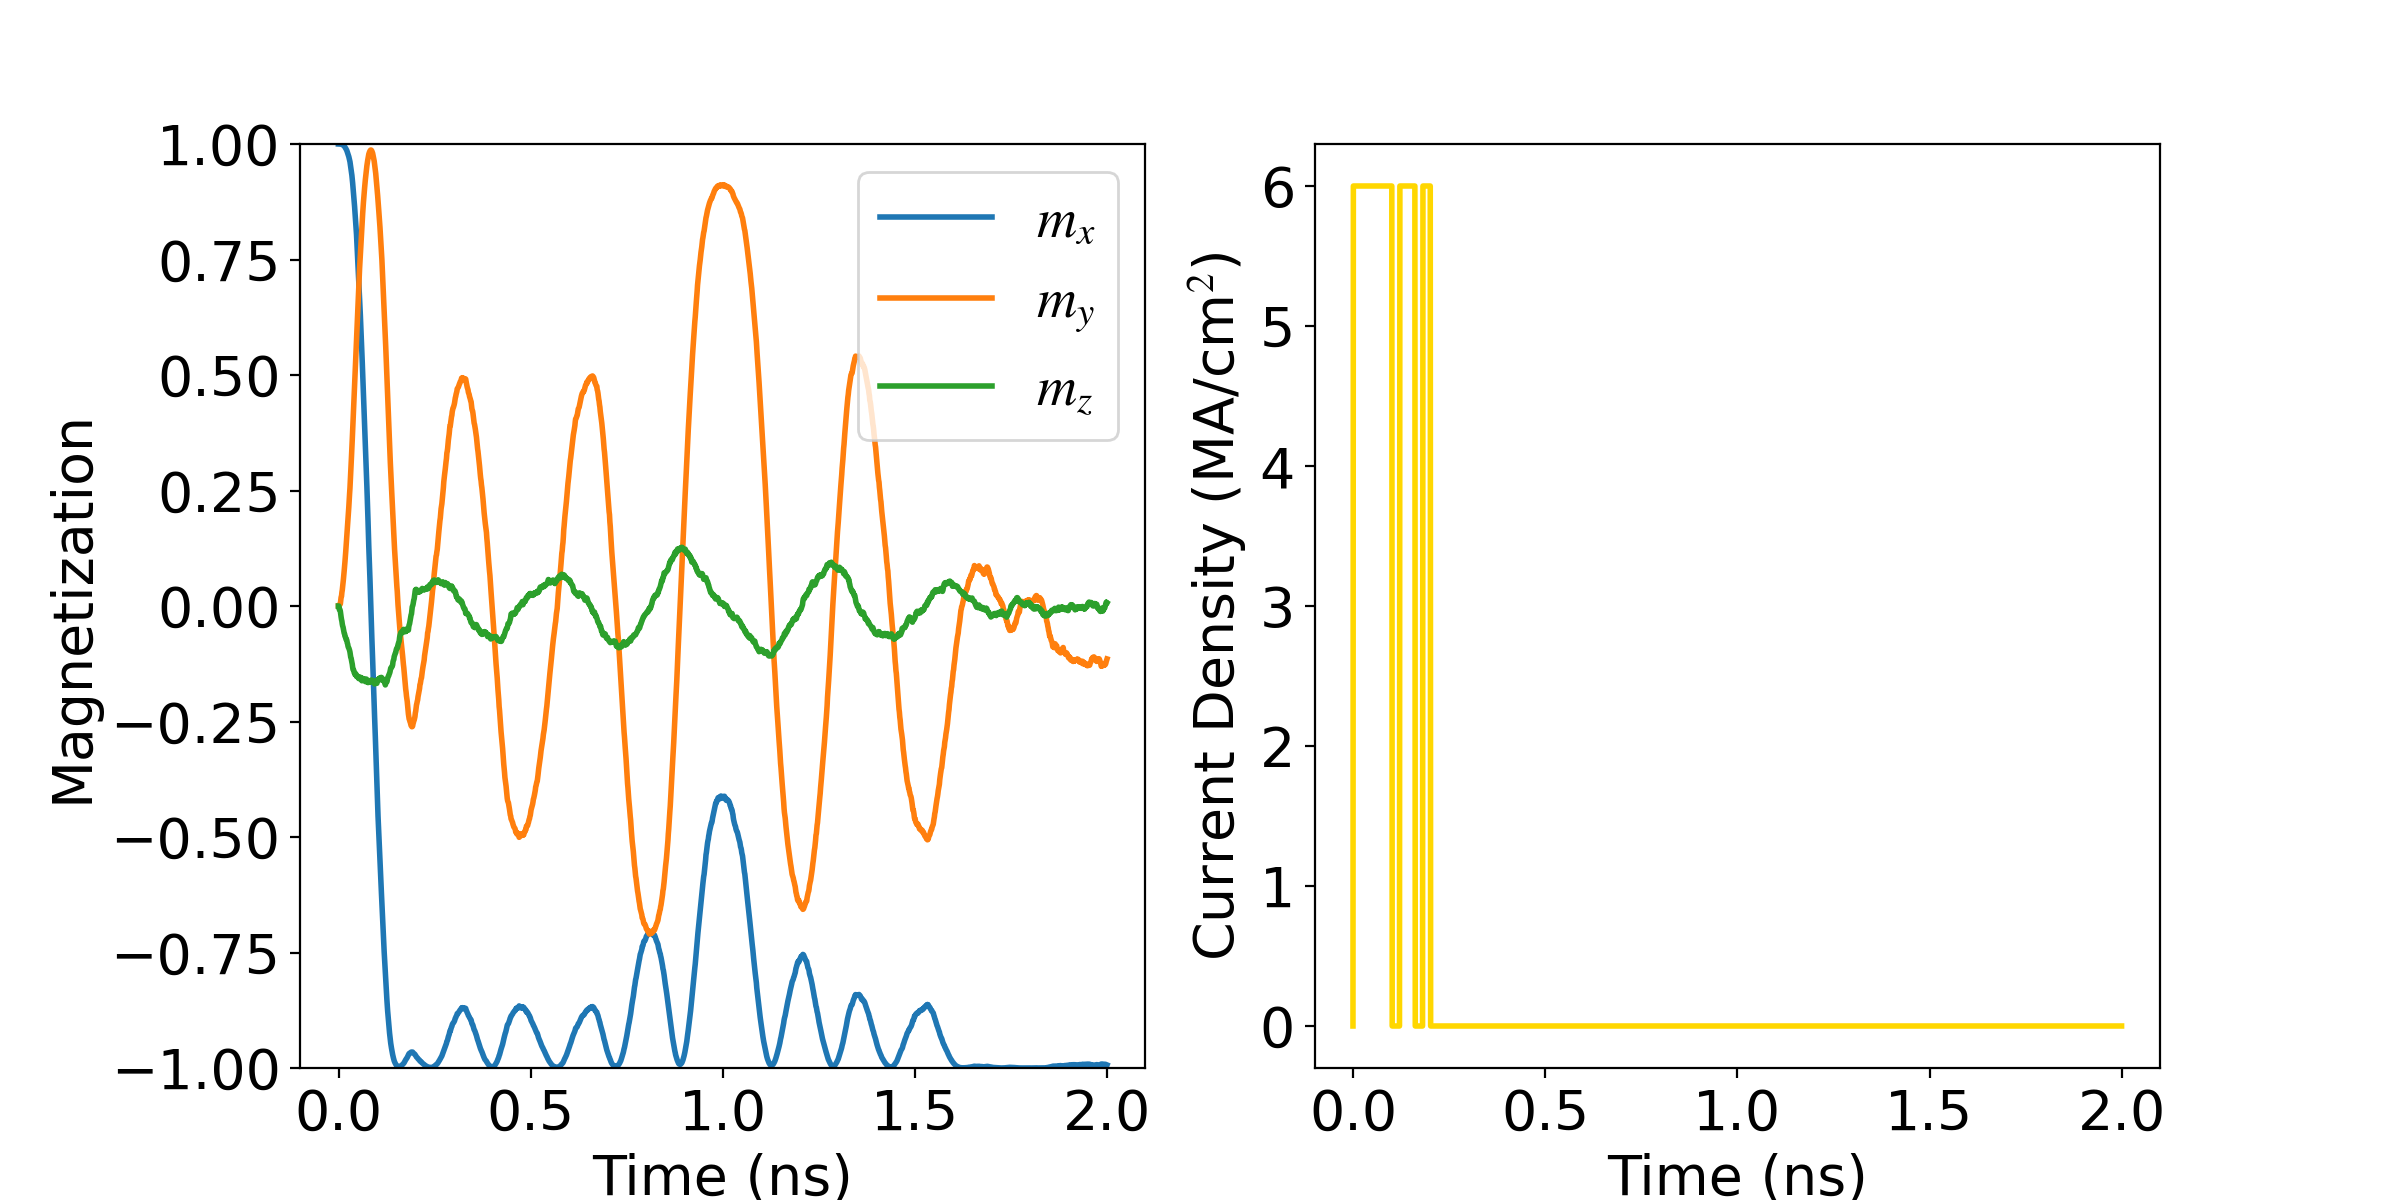 1.00
0.75
0.50
0.25
0.00
−0.25
−0.50
−0.75
−1.00
Magnetization
0.0 0.5 1.0 1.5 2.0
Time (ns)
m_x
m_y
m_z
6
5
4
3
2
1
0
Current Density (MA/cm²)
0.0 0.5 1.0 1.5 2.0
Time (ns)